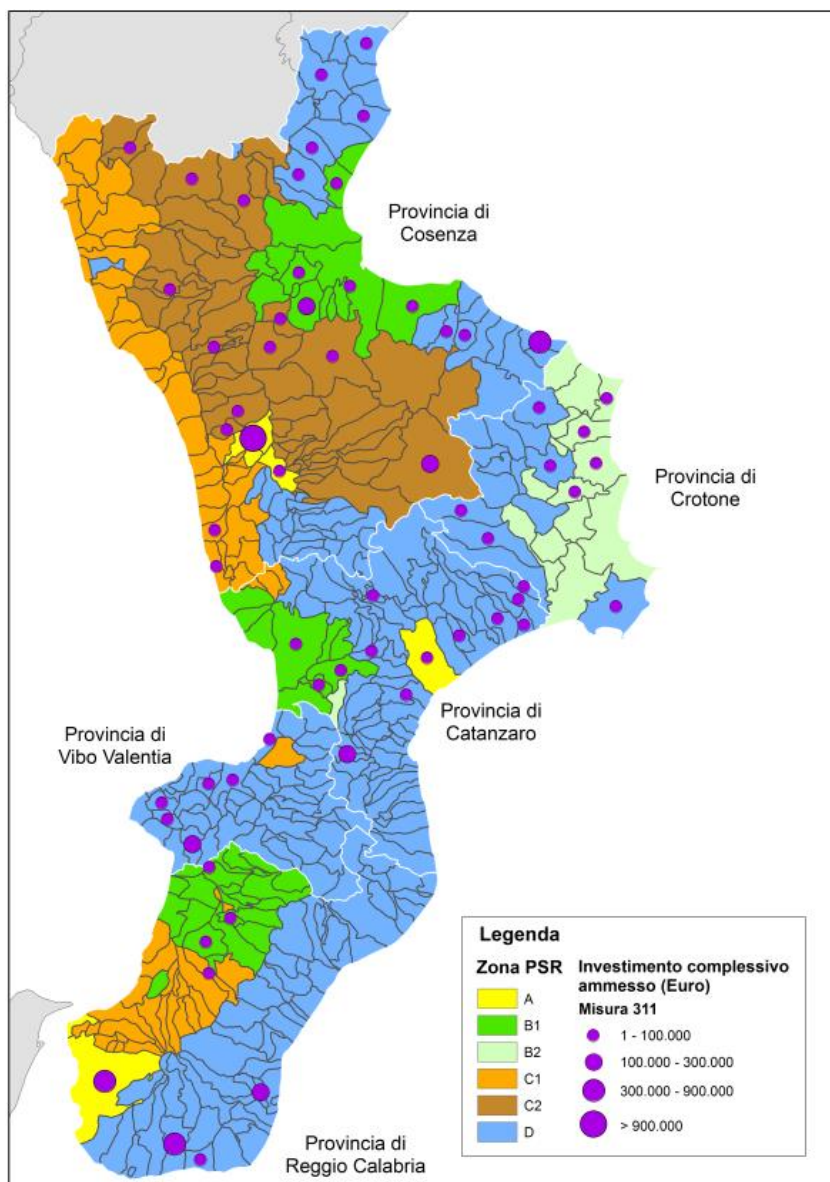 Provincia di
Cosenza
Provincia di
Crotone
Provincia di
Catanzaro
Provincia di
Vibo Valentia
Provincia di
Reggio Calabria
Legenda
Zona PSR
A
B1
B2
C1
C2
D
Investimento complessivo
ammesso (Euro)
Misura 311
1 - 100.000
100.000 - 300.000
300.000 - 900.000
> 900.000